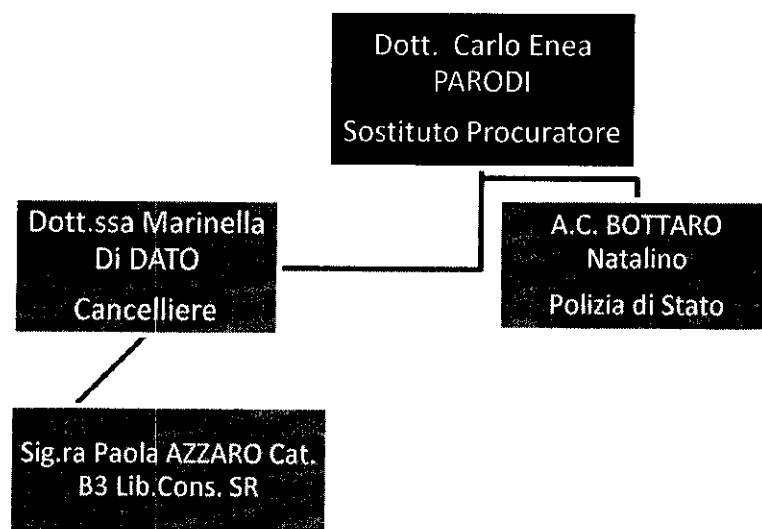 Dott. Carlo Enea
PARODI
Sostituto Procuratore
Dott.ssa Marinella
Di DATO
Cancelliere
A.C. BOTTARO
Natalino
Polizia di Stato
Sig.ra Paola AZZARO Cat.
B3 Lib.Cons. SR